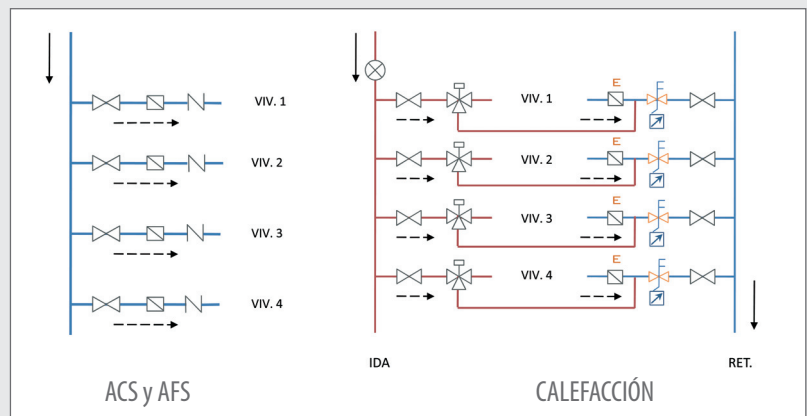 VIV. 1
VIV. 2
VIV. 3
VIV. 4
ACS y AFS
E
VIV. 1
E
VIV. 2
E
VIV. 3
E
VIV. 4
IDA
RET.
CALEFACCIÓN